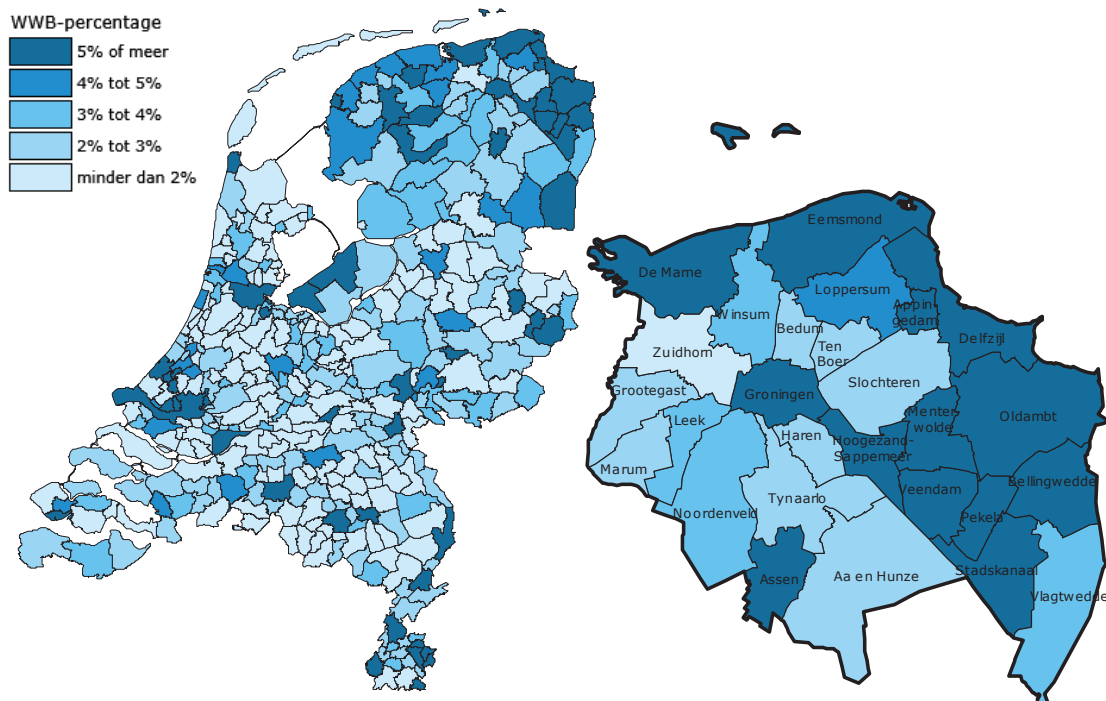 WWB-percentage
5% of meer
4% tot 5%
3% tot 4%
2% tot 3%
minder dan 2%
Eemsmond
De Marne
Loppersum
Appin-
gedam
Winsum
Bedum
Delfzijl
Ten
Boer
Zuidhorn
Slochteren
Grootegast
Groningen
Menter-
wolde
Oldambt
Leek
Haren
Hoogezand-
Sappemeer
Marum
Bellingwedde
Veendam
Tynaarlo
Noordenveld
Pekela
Stadskanaal
Assen
Aa en Hunze
Vlagtwedde